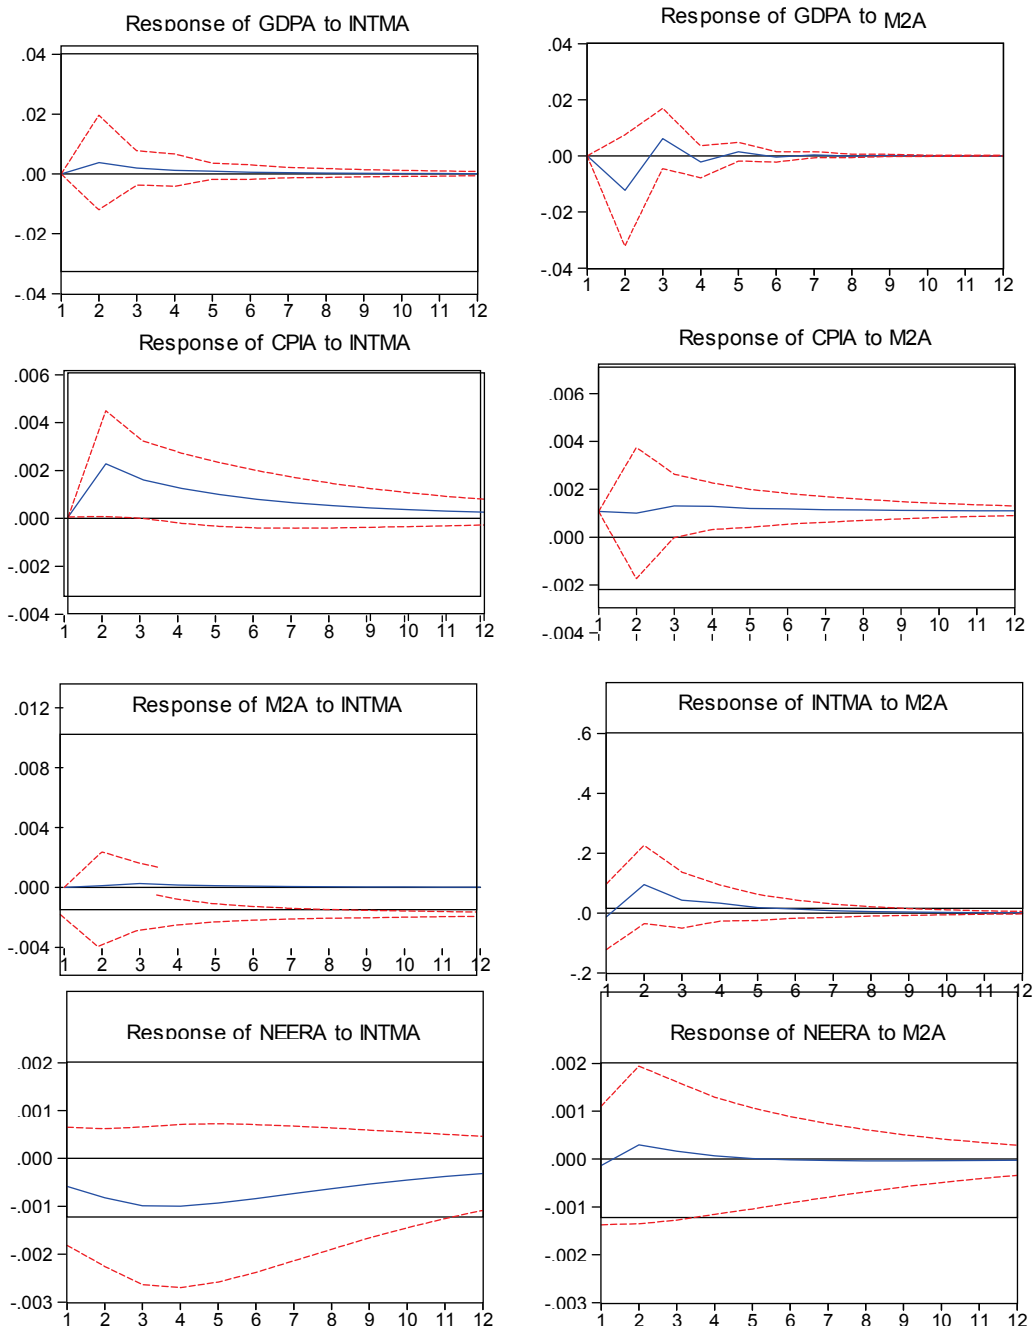 Response of GDPA to INTMA
.04
.02
.00
-.02
-.04
1 2 3 4 5 6 7 8 9 10 11 12
Response of GDPA to M2A
.04
.02
.00
-.02
-.04
1 2 3 4 5 6 7 8 9 10 11 12
Response of CPIA to INTMA
.006
.004
.002
.000
-.002
-.004
1 2 3 4 5 6 7 8 9 10 11 12
Response of CPIA to M2A
.006
.004
.002
.000
-.002
-.004
1 2 3 4 5 6 7 8 9 10 11 12
Response of M2A to INTMA
.012
.008
.004
.000
-.004
1 2 3 4 5 6 7 8 9 10 11 12
Response of INTMA to M2A
.6
.4
.2
.0
-.2
1 2 3 4 5 6 7 8 9 10 11 12
Response of NEERA to INTMA
.002
.001
.000
-.001
-.002
-.003
1 2 3 4 5 6 7 8 9 10 11 12
Response of NEERA to M2A
.002
.001
.000
-.001
-.002
-.003
1 2 3 4 5 6 7 8 9 10 11 12